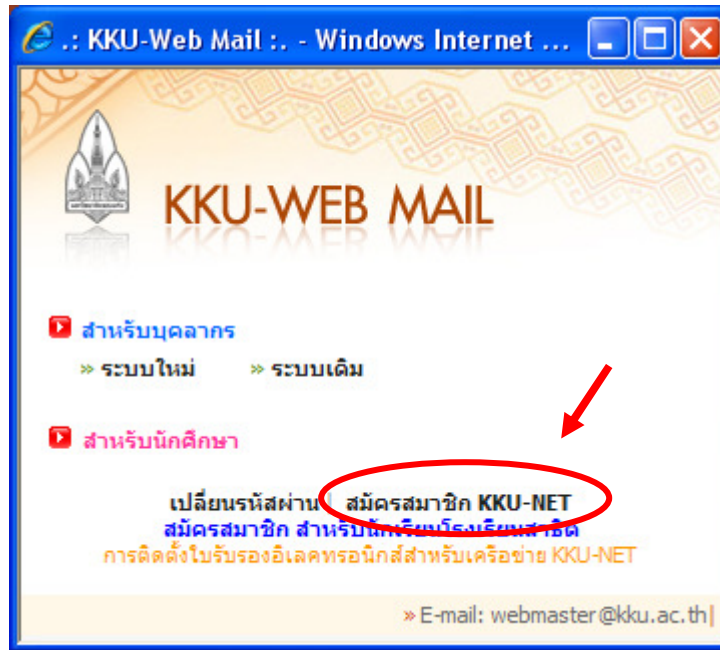 .: KKU-Web Mail :. - Windows Internet ...
KKU-WEB MAIL
สำหรับบุคลากร
» ระบบใหม่ » ระบบเดิม
สำหรับนักศึกษา
เปลี่ยนรหัสผ่าน | สมัครสมาชิก KKU-NET
สมัครสมาชิก สำหรับนักเรียนโรงเรียนสาธิต
การติดตั้งใบรับรองอิเลคทรอนิกส์สำหรับเครือข่าย KKU-NET
» E-mail: webmaster@kku.ac.th|